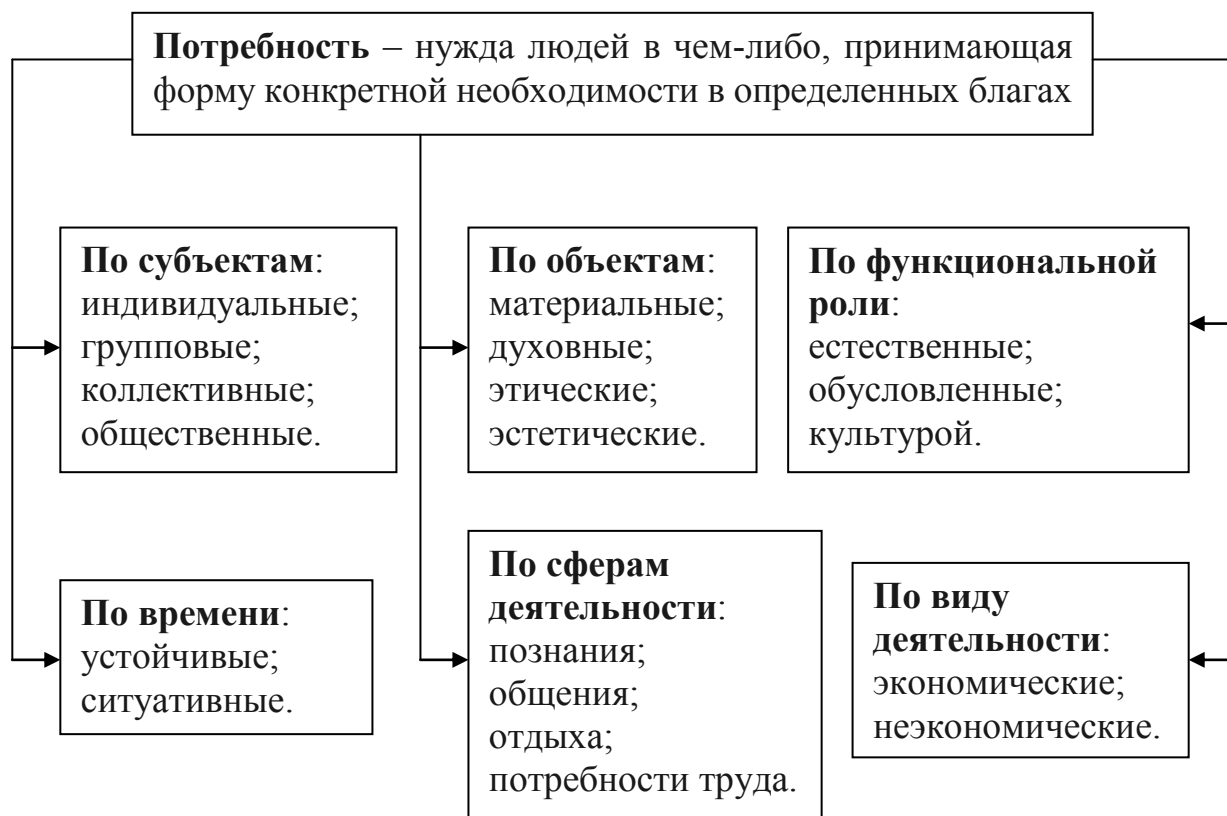 Потребность – нужда людей в чем-либо, принимающая
форму конкретной необходимости в определенных благах
По субъектам:
индивидуальные;
групповые;
коллективные;
общественные.
По объектам:
материальные;
духовные;
этические;
эстетические.
По функциональной
роли:
естественные;
обусловленные;
культурой.
По времени:
устойчивые;
ситуативные.
По сферам
деятельности:
познания;
общения;
отдыха;
потребности труда.
По виду
деятельности:
экономические;
неэкономические.